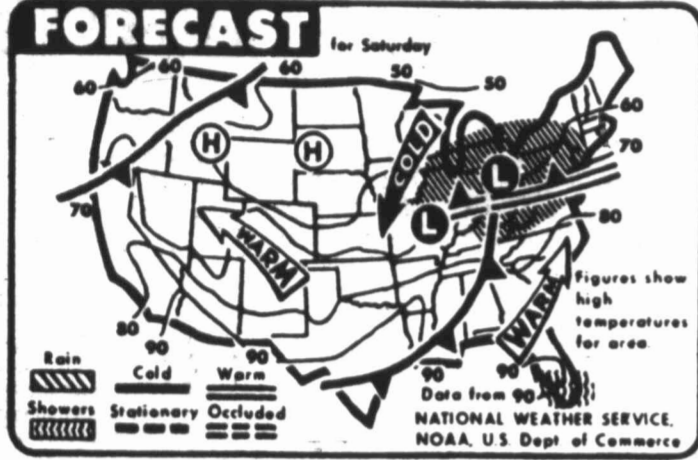 FORECAST
for Saturday
60
60
60
50
50
60
70
80
70
80
90
90
90
90
90
H
H
COLD
L
L
WARM
WARM
Figures show
high
temperatures
for area.
Rain
Cold
Warm
Showers
Stationary
Occluded
Data from
NATIONAL WEATHER SERVICE,
NOAA, U.S. Dept. of Commerce